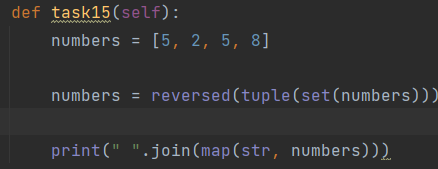 def task15(self):
    numbers = [5, 2, 5, 8]
    numbers = reversed(tuple(set(numbers)))
    print(" ".join(map(str, numbers)))